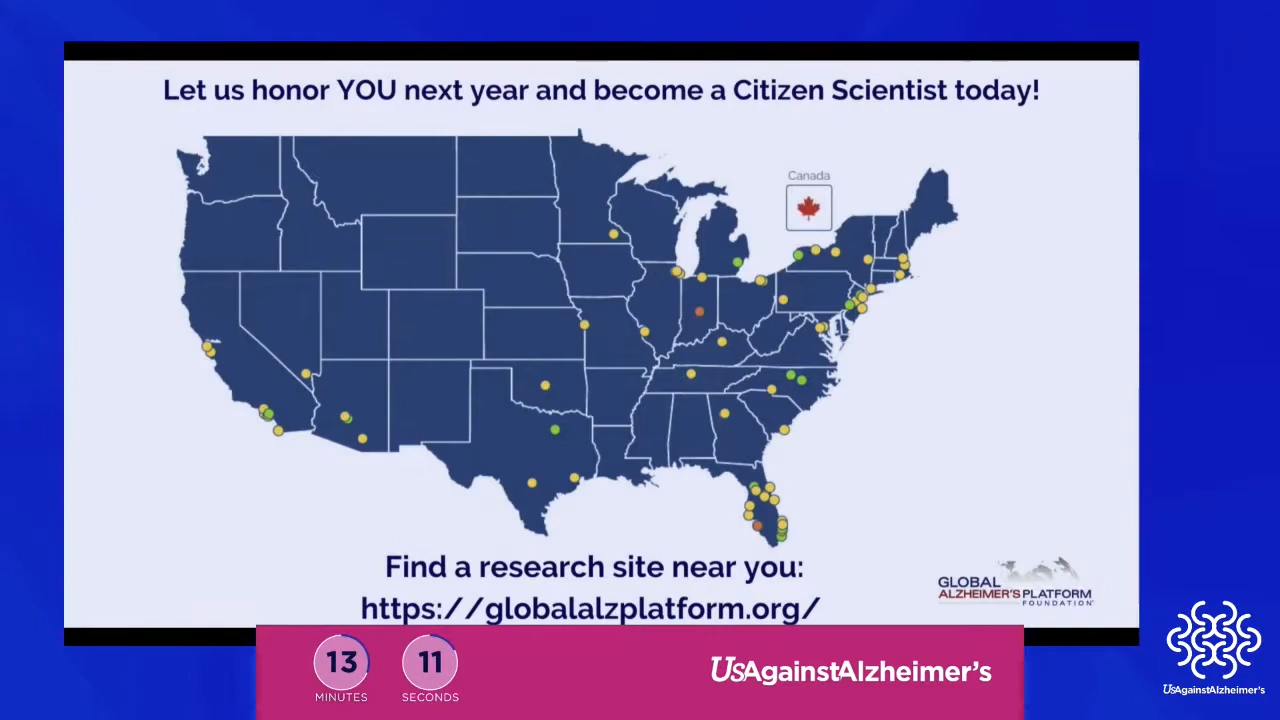 Let us honor YOU next year and become a Citizen Scientist today!
Canada
Find a research site near you:
https://globalalzplatform.org/
GLOBAL
ALZHEIMER'S PLATFORM
FOUNDATION
13
MINUTES
11
SECONDS
UsAgainstAlzheimer's
UsAgainstAlzheimer's